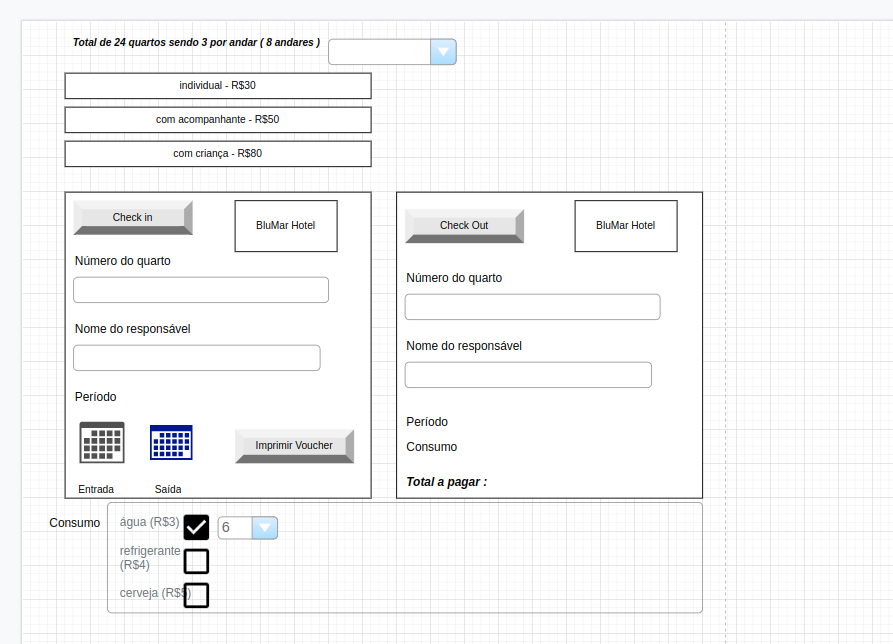 Total de 24 quartos sendo 3 por andar ( 8 andares )
individual - R$30
com acompanhante - R$50
com criança - R$80
Check in
BluMar Hotel
Número do quarto
Nome do responsável
Período
Imprimir Voucher
Entrada
Saída
Check Out
BluMar Hotel
Número do quarto
Nome do responsável
Período
Consumo
Total a pagar :
Consumo
água (R$3)
6
refrigerante
(R$4)
cerveja (R$5)